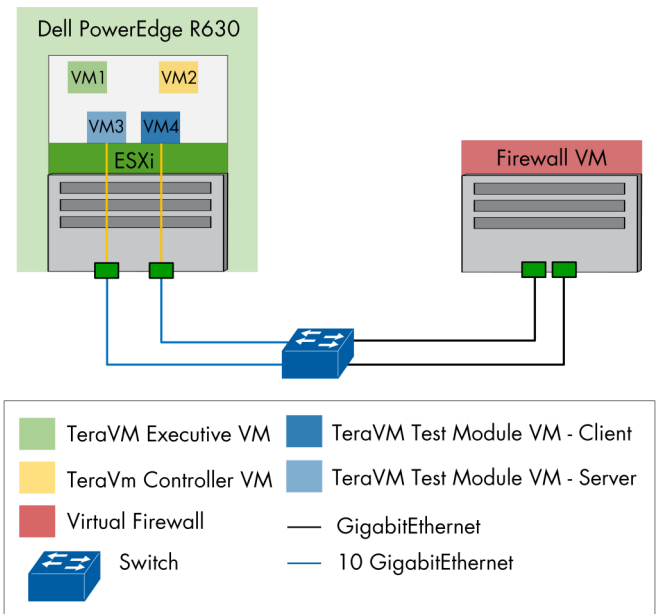 Dell PowerEdge R630
VM1
VM2
VM3
VM4
ESXi
Firewall VM
TeraVM Executive VM
TeraVM Test Module VM - Client
TeraVm Controller VM
TeraVM Test Module VM - Server
Virtual Firewall
GigabitEthernet
Switch
10 GigabitEthernet